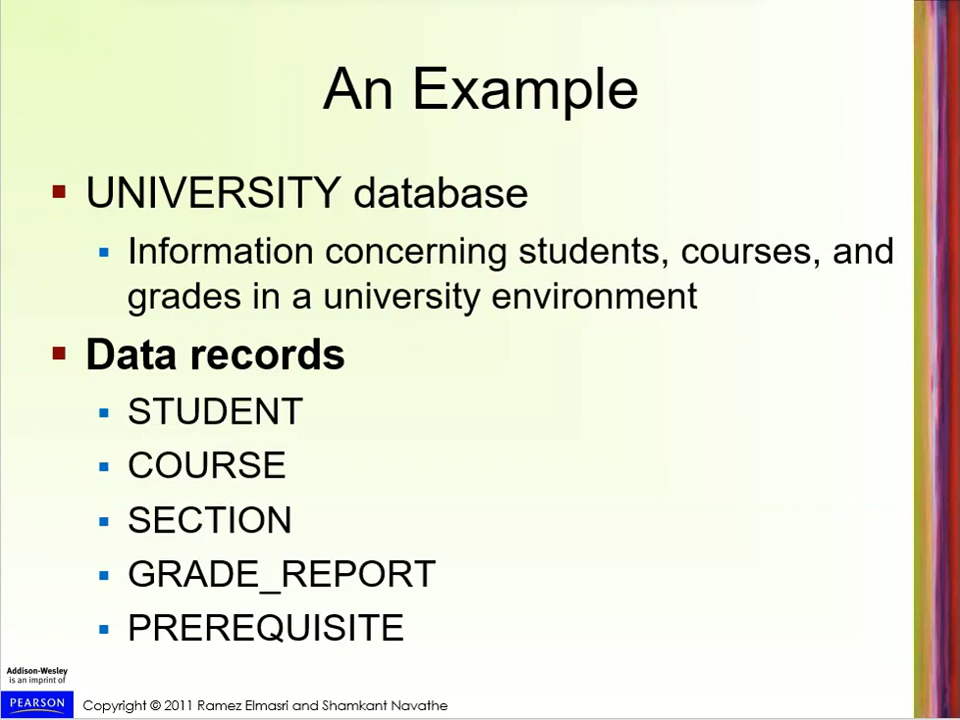 An Example
UNIVERSITY database
Information concerning students, courses, and
grades in a university environment
Data records
STUDENT
COURSE
SECTION
GRADE_REPORT
PREREQUISITE
Addison-Wesley
is an imprint of
PEARSON
Copyright © 2011 Ramez Elmasri and Shamkant Navathe